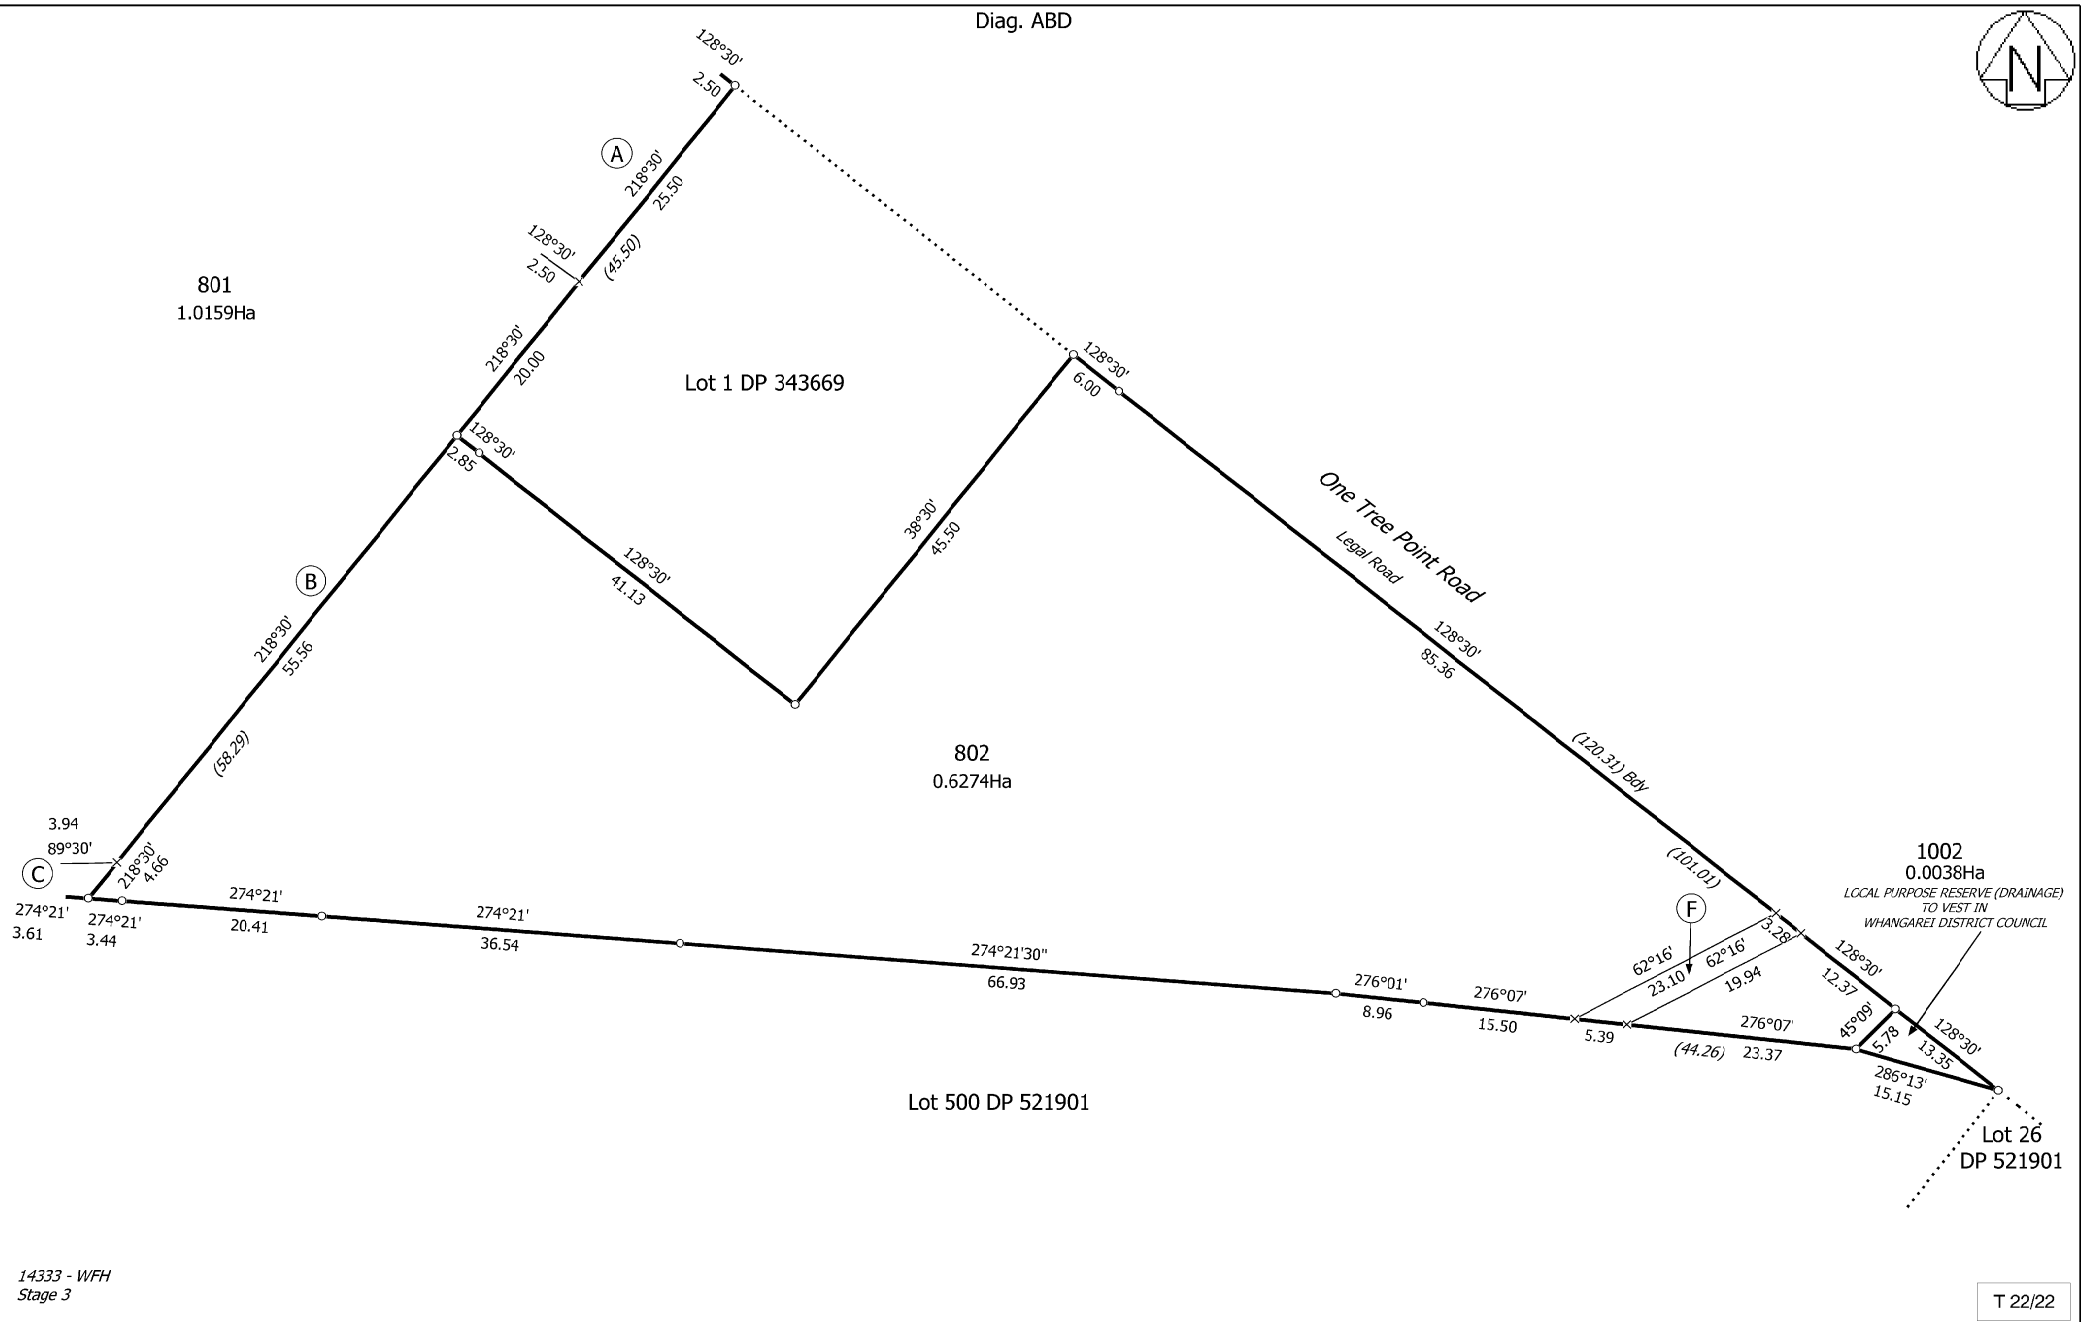 Diag. ABD
N
128°30'
2.50
A
218°30'
25.50
128°30'
2.50
(45.50)
801
1.0159Ha
218°30'
20.00
Lot 1 DP 343669
128°30'
6.00
128°30'
2.85
One Tree Point Road
Legal Road
38°30'
45.50
128°30'
41.13
B
218°30'
55.56
128°30'
85.36
(58.29)
802
0.6274Ha
(120.31) Bdy
3.94
89°30'
C
218°30'
4.66
(101.01)
1002
0.0038Ha
LOCAL PURPOSE RESERVE (DRAINAGE)
TO VEST IN
WHANGAREI DISTRICT COUNCIL
F
274°21'
3.61
274°21'
3.44
274°21'
20.41
274°21'
36.54
274°21'30"
66.93
276°01'
8.96
276°07'
15.50
62°16'
23.10
62°16'
19.94
3.28
128°30'
12.37
5.39
(44.26)
276°07'
23.37
45°09'
5.78
128°30'
13.35
286°13'
15.15
Lot 500 DP 521901
Lot 26
DP 521901
14333 - WFH
Stage 3
T 22/22